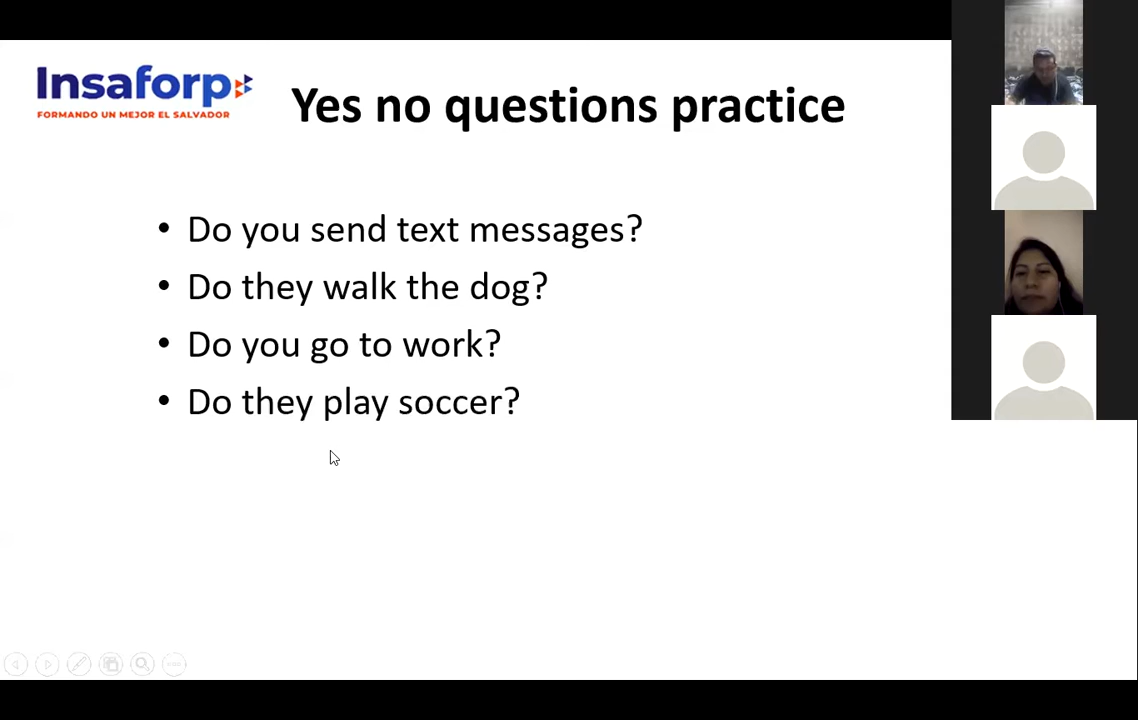 Insaforp
FORMANDO UN MEJOR EL SALVADOR
Yes no questions practice
• Do you send text messages?
• Do they walk the dog?
• Do you go to work?
• Do they play soccer?